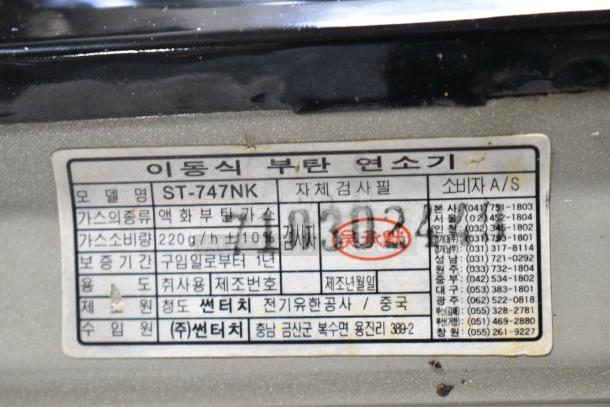 이동식 부탄 연소기
모델명 ST-747NK 자체검사필 소비자 A/S
가스의종류 액화부탄가스
가스소비량 220g/h ± 10% 검사자
보증기간 구입일로부터 1년
용도 취사용 제조번호 제조년월일
제조원 청도 썬터치 전기유한공사 / 중국
수입원 (주)썬터치 충남 금산군 복수면 용진리 389-2
본사 : (041) 751-1803
서울 : (02) 452-1804
인천 : (032) 345-1802
(031) 793-1801
(031) 317-8114
성남 : (031) 721-0292
원주 : (033) 732-1804
중부 : (042) 534-1802
대구 : (053) 383-1801
광주 : (062) 522-0818
(055) 328-2781
(051) 469-2880
창원 : (055) 261-9227